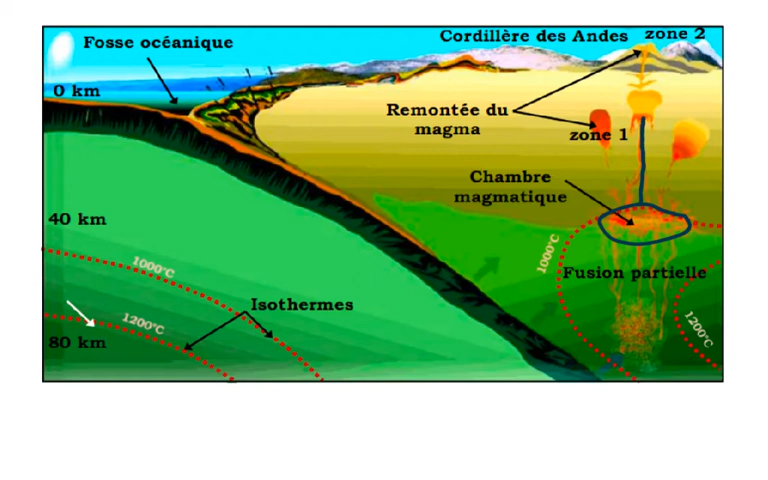 Cordillère des Andes
zone 2
Fosse océanique
0 km
Remontée du
magma
zone 1
Chambre
magmatique
40 km
1000°C
1000°C
Fusion partielle
Isothermes
1200°C
1200°C
80 km